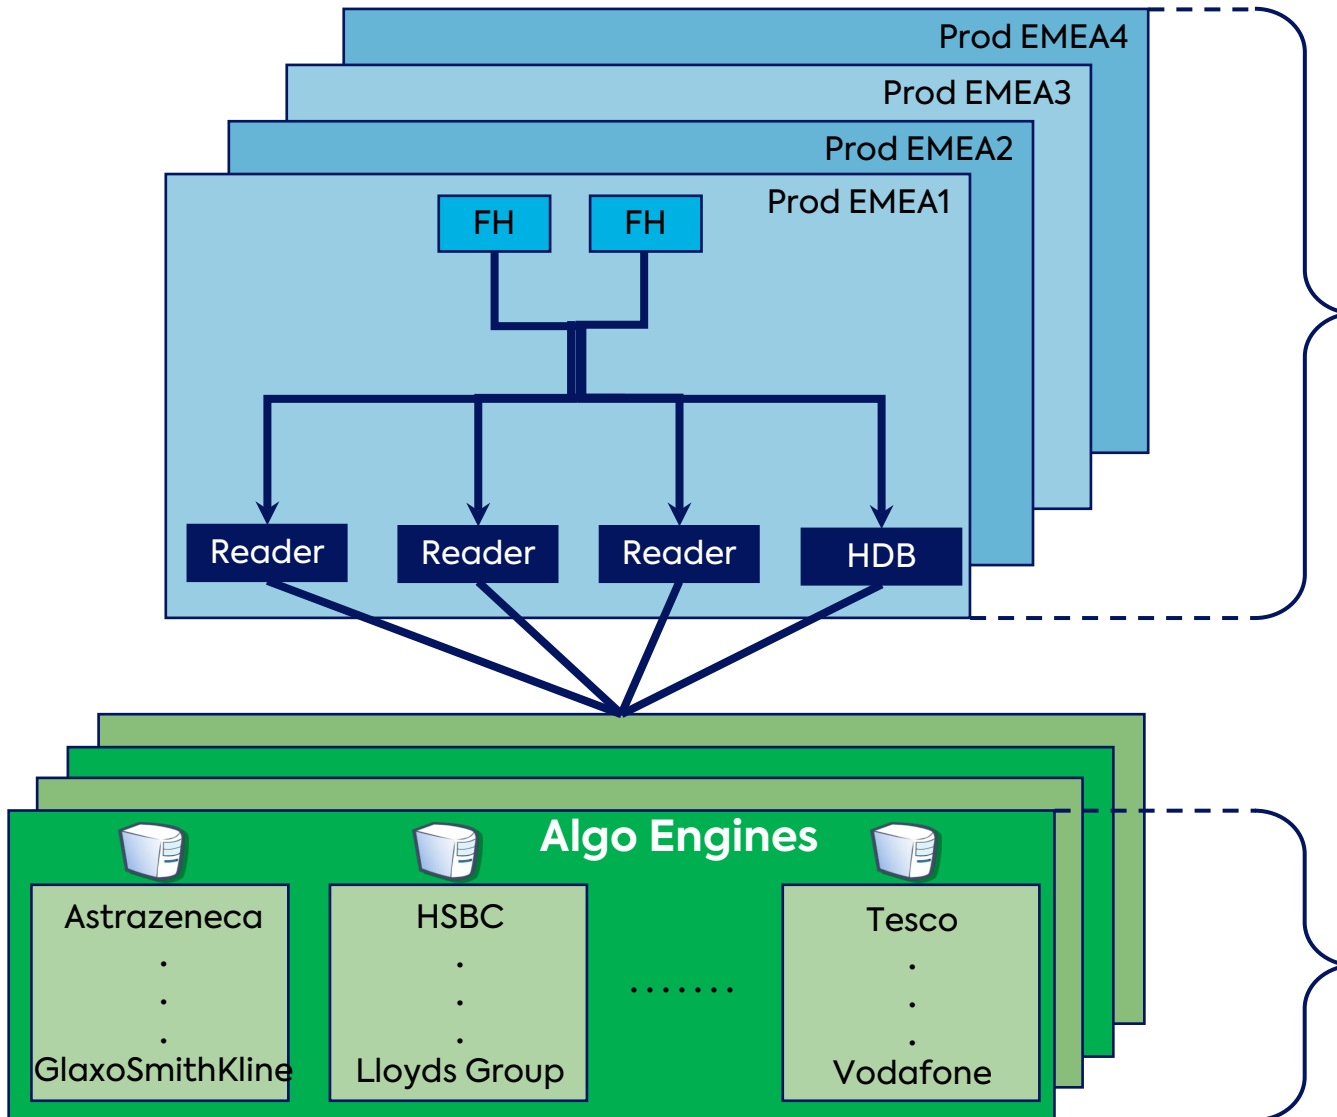 Prod EMEA4
Prod EMEA3
Prod EMEA2
Prod EMEA1
FH FH
Reader Reader Reader HDB
Algo Engines
Astrazeneca HSBC Tesco
. . .
. . .
. . .
.......
GlaxoSmithKline Lloyds Group Vodafone